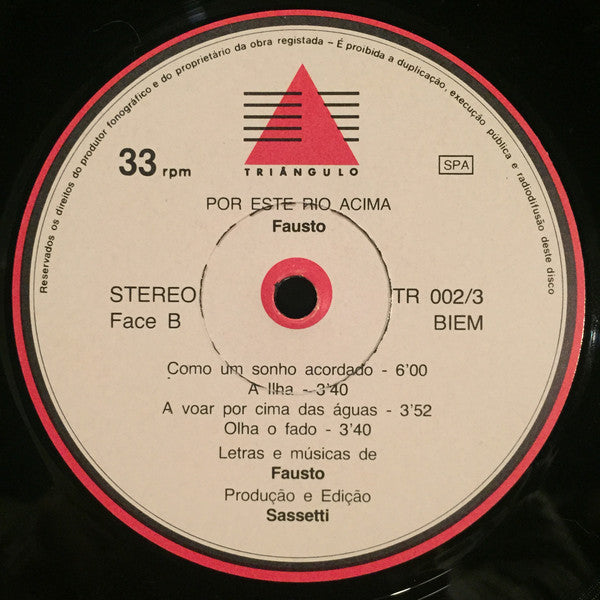 Reservados os direitos do produtor fonográfico e do proprietário da obra registada - É proibida a duplicação, execução pública e radiodifusão deste disco
TRIÂNGULO
33 rpm
SPA
POR ESTE RIO ACIMA
Fausto
STEREO
TR 002/3
Face B
BIEM
Como um sonho acordado - 6'00
A Ilha - 3'40
A voar por cima das águas - 3'52
Olha o fado - 3'40
Letras e músicas de
Fausto
Produção e Edição
Sassetti